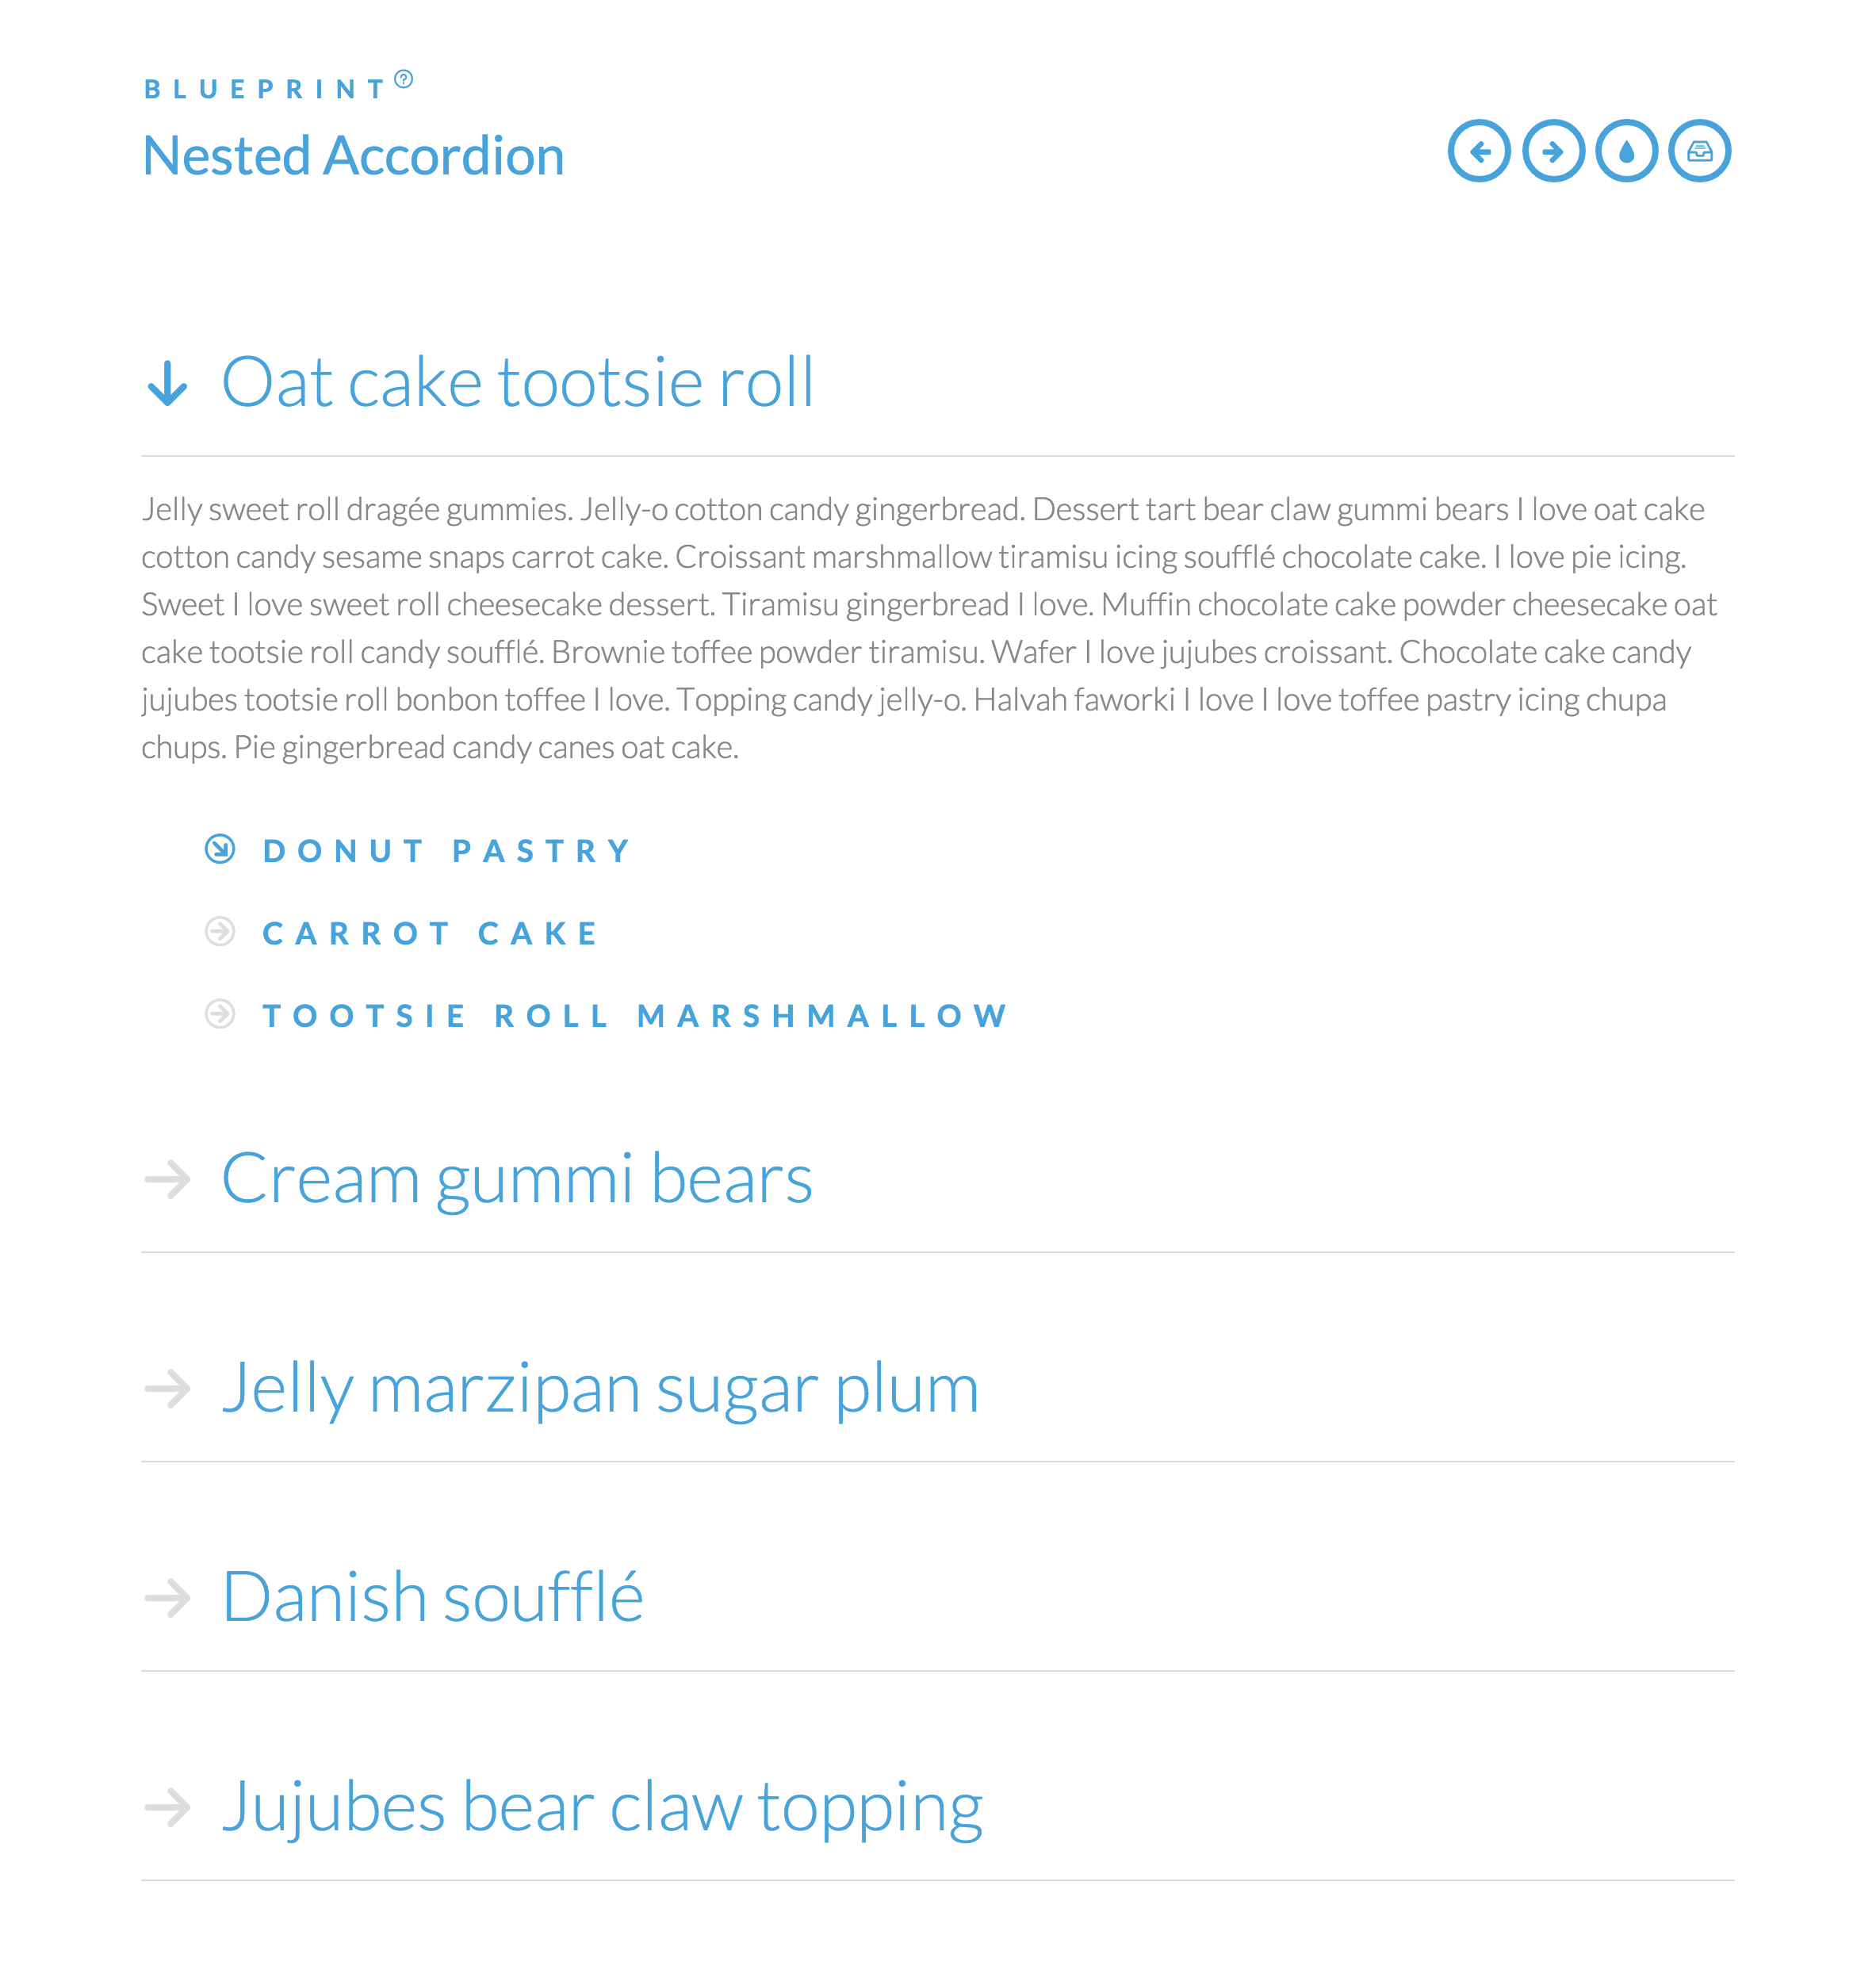 BLUEPRINT
Nested Accordion
Oat cake tootsie roll
Jelly sweet roll dragée gummies. Jelly-o cotton candy gingerbread. Dessert tart bear claw gummi bears I love oat cake
cotton candy sesame snaps carrot cake. Croissant marshmallow tiramisu icing soufflé chocolate cake. I love pie icing.
Sweet I love sweet roll cheesecake dessert. Tiramisu gingerbread I love. Muffin chocolate cake powder cheesecake oat
cake tootsie roll candy soufflé. Brownie toffee powder tiramisu. Wafer I love jujubes croissant. Chocolate cake candy
jujubes tootsie roll bonbon toffee I love. Topping candy jelly-o. Halvah faworki I love I love toffee pastry icing chupa
chups. Pie gingerbread candy canes oat cake.
DONUT PASTRY
CARROT CAKE
TOOTSIE ROLL MARSHMALLOW
Cream gummi bears
Jelly marzipan sugar plum
Danish soufflé
Jujubes bear claw topping